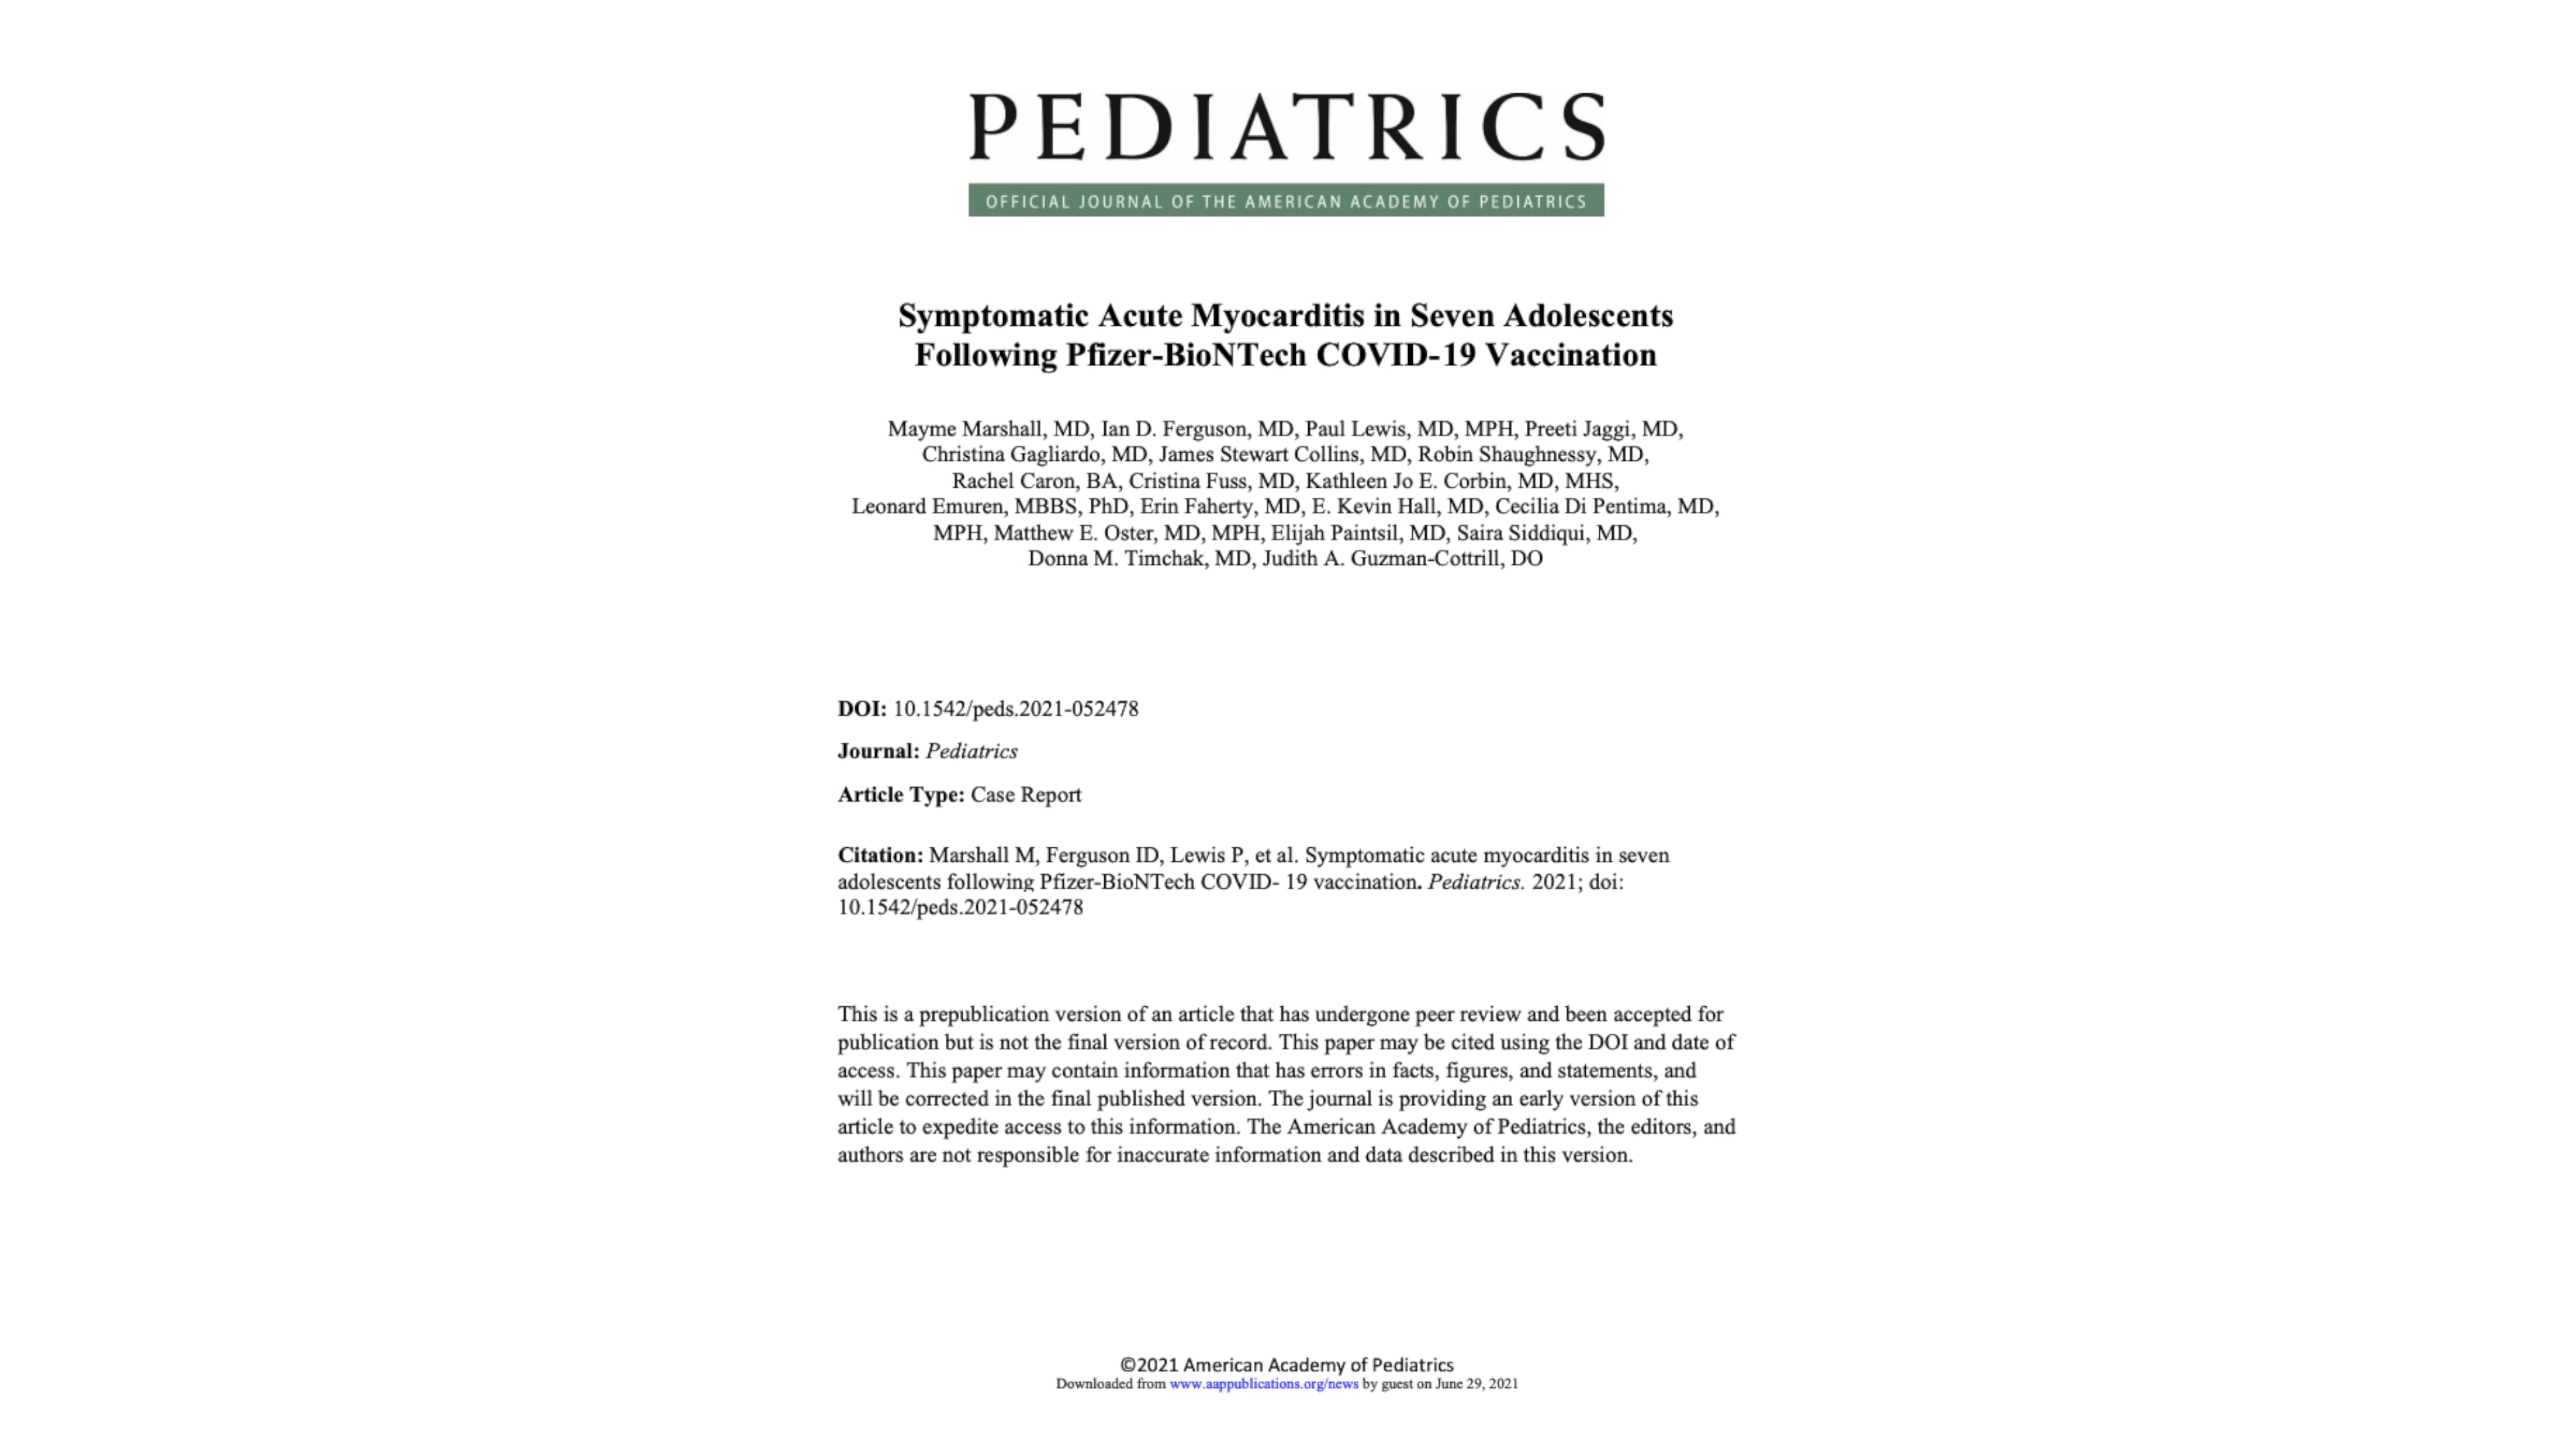 PEDIATRICS
OFFICIAL JOURNAL OF THE AMERICAN ACADEMY OF PEDIATRICS
Symptomatic Acute Myocarditis in Seven Adolescents
Following Pfizer-BioNTech COVID-19 Vaccination
Mayme Marshall, MD, Ian D. Ferguson, MD, Paul Lewis, MD, MPH, Preeti Jaggi, MD,
Christina Gagliardo, MD, James Stewart Collins, MD, Robin Shaughnessy, MD,
Rachel Caron, BA, Cristina Fuss, MD, Kathleen Jo E. Corbin, MD, MHS,
Leonard Emuren, MBBS, PhD, Erin Faherty, MD, E. Kevin Hall, MD, Cecilia Di Pentima, MD,
MPH, Matthew E. Oster, MD, MPH, Elijah Paintsil, MD, Saira Siddiqui, MD,
Donna M. Timchak, MD, Judith A. Guzman-Cottrill, DO
DOI: 10.1542/peds.2021-052478
Journal: Pediatrics
Article Type: Case Report
Citation: Marshall M, Ferguson ID, Lewis P, et al. Symptomatic acute myocarditis in seven
adolescents following Pfizer-BioNTech COVID- 19 vaccination. Pediatrics. 2021; doi:
10.1542/peds.2021-052478
This is a prepublication version of an article that has undergone peer review and been accepted for
publication but is not the final version of record. This paper may be cited using the DOI and date of
access. This paper may contain information that has errors in facts, figures, and statements, and
will be corrected in the final published version. The journal is providing an early version of this
article to expedite access to this information. The American Academy of Pediatrics, the editors, and
authors are not responsible for inaccurate information and data described in this version.
©2021 American Academy of Pediatrics
Downloaded from www.aappublications.org/news by guest on June 29, 2021